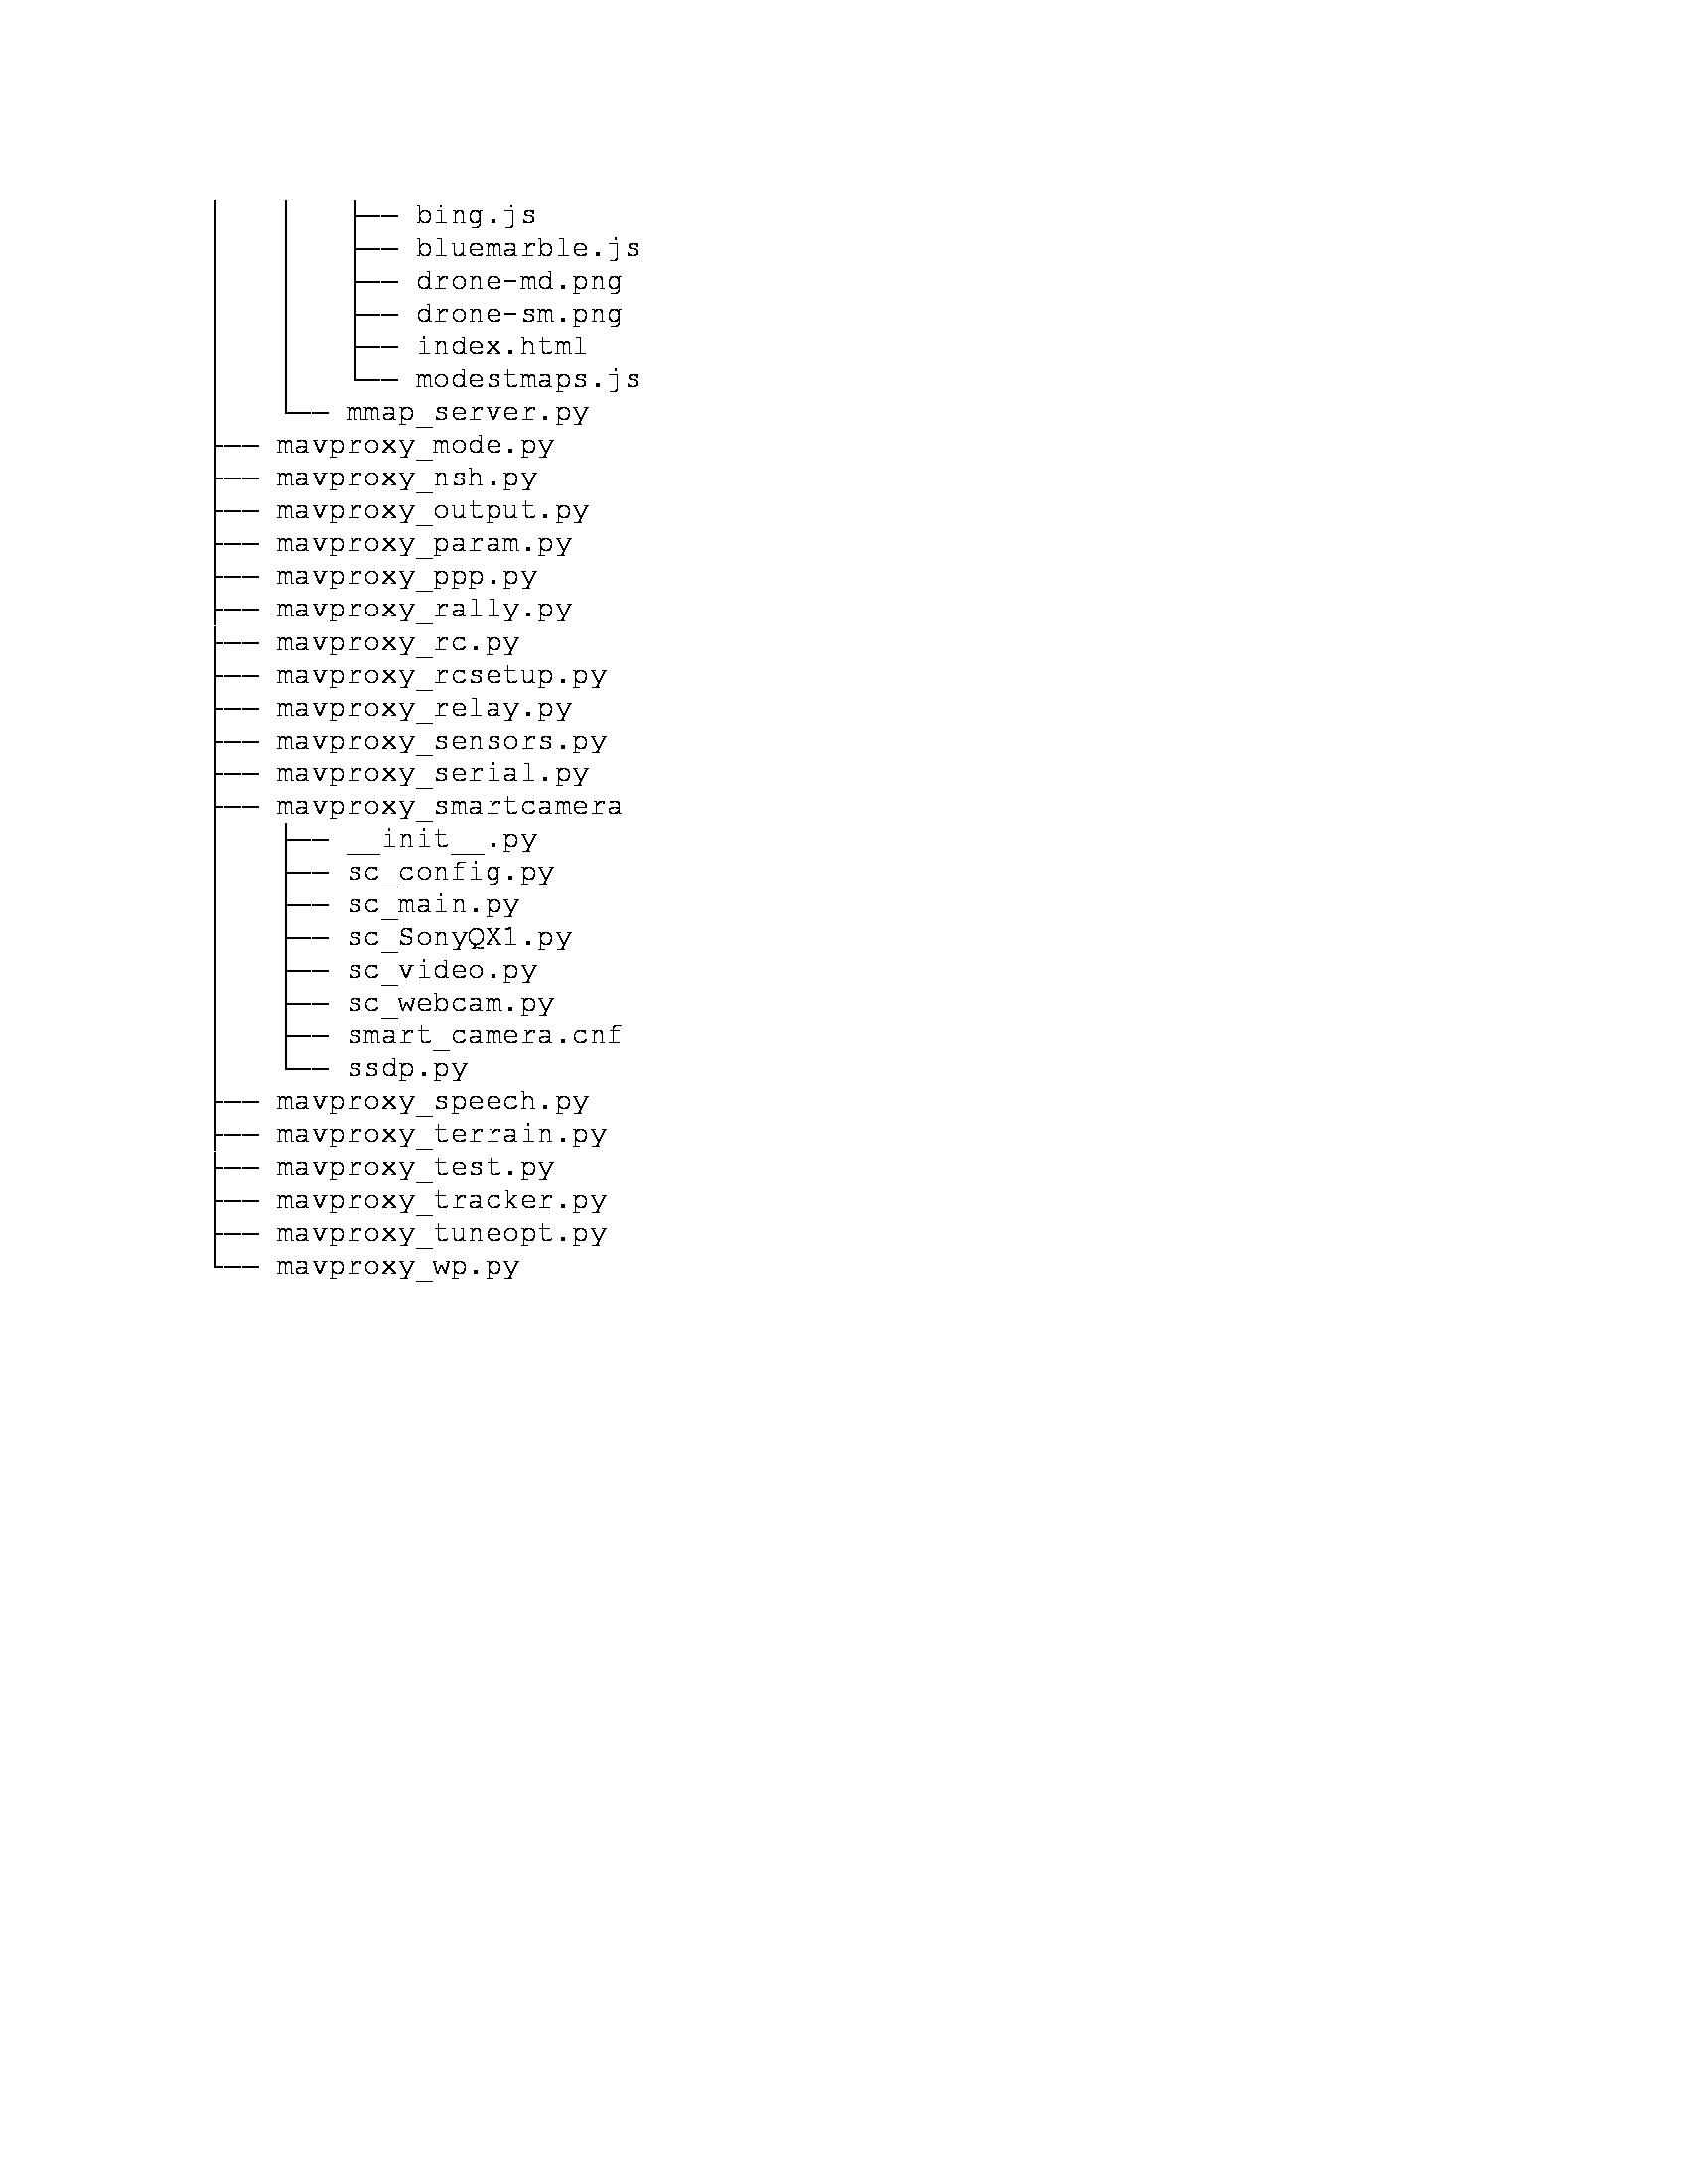 │   │   ├── bing.js
│   │   ├── bluemarble.js
│   │   ├── drone-md.png
│   │   ├── drone-sm.png
│   │   ├── index.html
│   │   └── modestmaps.js
│   └── mmap_server.py
├── mavproxy_mode.py
├── mavproxy_nsh.py
├── mavproxy_output.py
├── mavproxy_param.py
├── mavproxy_ppp.py
├── mavproxy_rally.py
├── mavproxy_rc.py
├── mavproxy_rcsetup.py
├── mavproxy_relay.py
├── mavproxy_sensors.py
├── mavproxy_serial.py
├── mavproxy_smartcamera
│   ├── __init__.py
│   ├── sc_config.py
│   ├── sc_main.py
│   ├── sc_SonyQX1.py
│   ├── sc_video.py
│   ├── sc_webcam.py
│   ├── smart_camera.cnf
│   └── ssdp.py
├── mavproxy_speech.py
├── mavproxy_terrain.py
├── mavproxy_test.py
├── mavproxy_tracker.py
├── mavproxy_tuneopt.py
└── mavproxy_wp.py